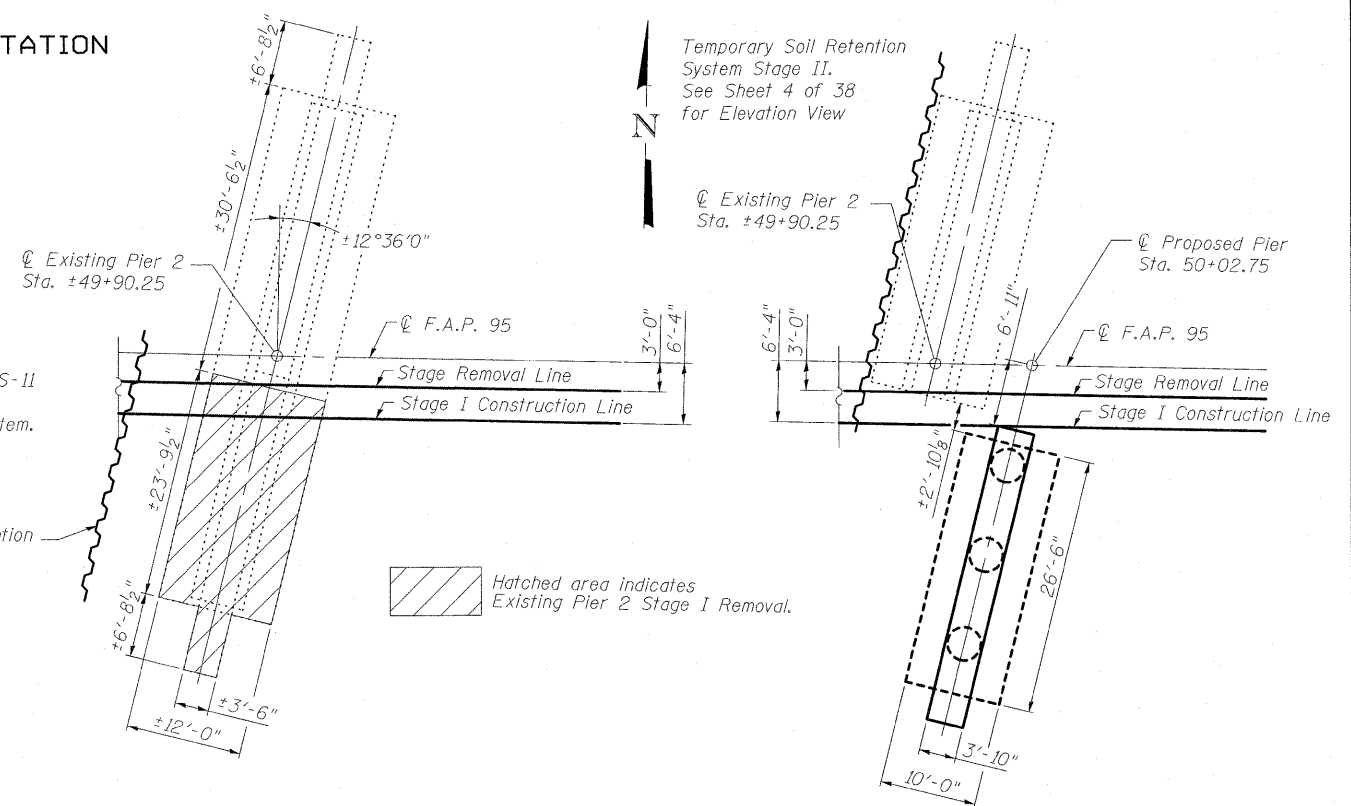 TATION
±6'-8½"
±30'-6½"
±12°36'0"
℄ Existing Pier 2
Sta. ±49+90.25
℄ F.A.P. 95
3'-0"
6'-4"
S-11
Stage Removal Line
Stage I Construction Line
tem.
±23'-9½"
tion
±6'-8½"
±3'-6"
±12'-0"
Hatched area indicates
Existing Pier 2 Stage I Removal.
N
Temporary Soil Retention
System Stage II.
See Sheet 4 of 38
for Elevation View
℄ Existing Pier 2
Sta. ±49+90.25
℄ Proposed Pier
Sta. 50+02.75
6'-11"
6'-4"
3'-0"
℄ F.A.P. 95
Stage Removal Line
Stage I Construction Line
±2'-10⅛"
26'-6"
3'-10"
10'-0"